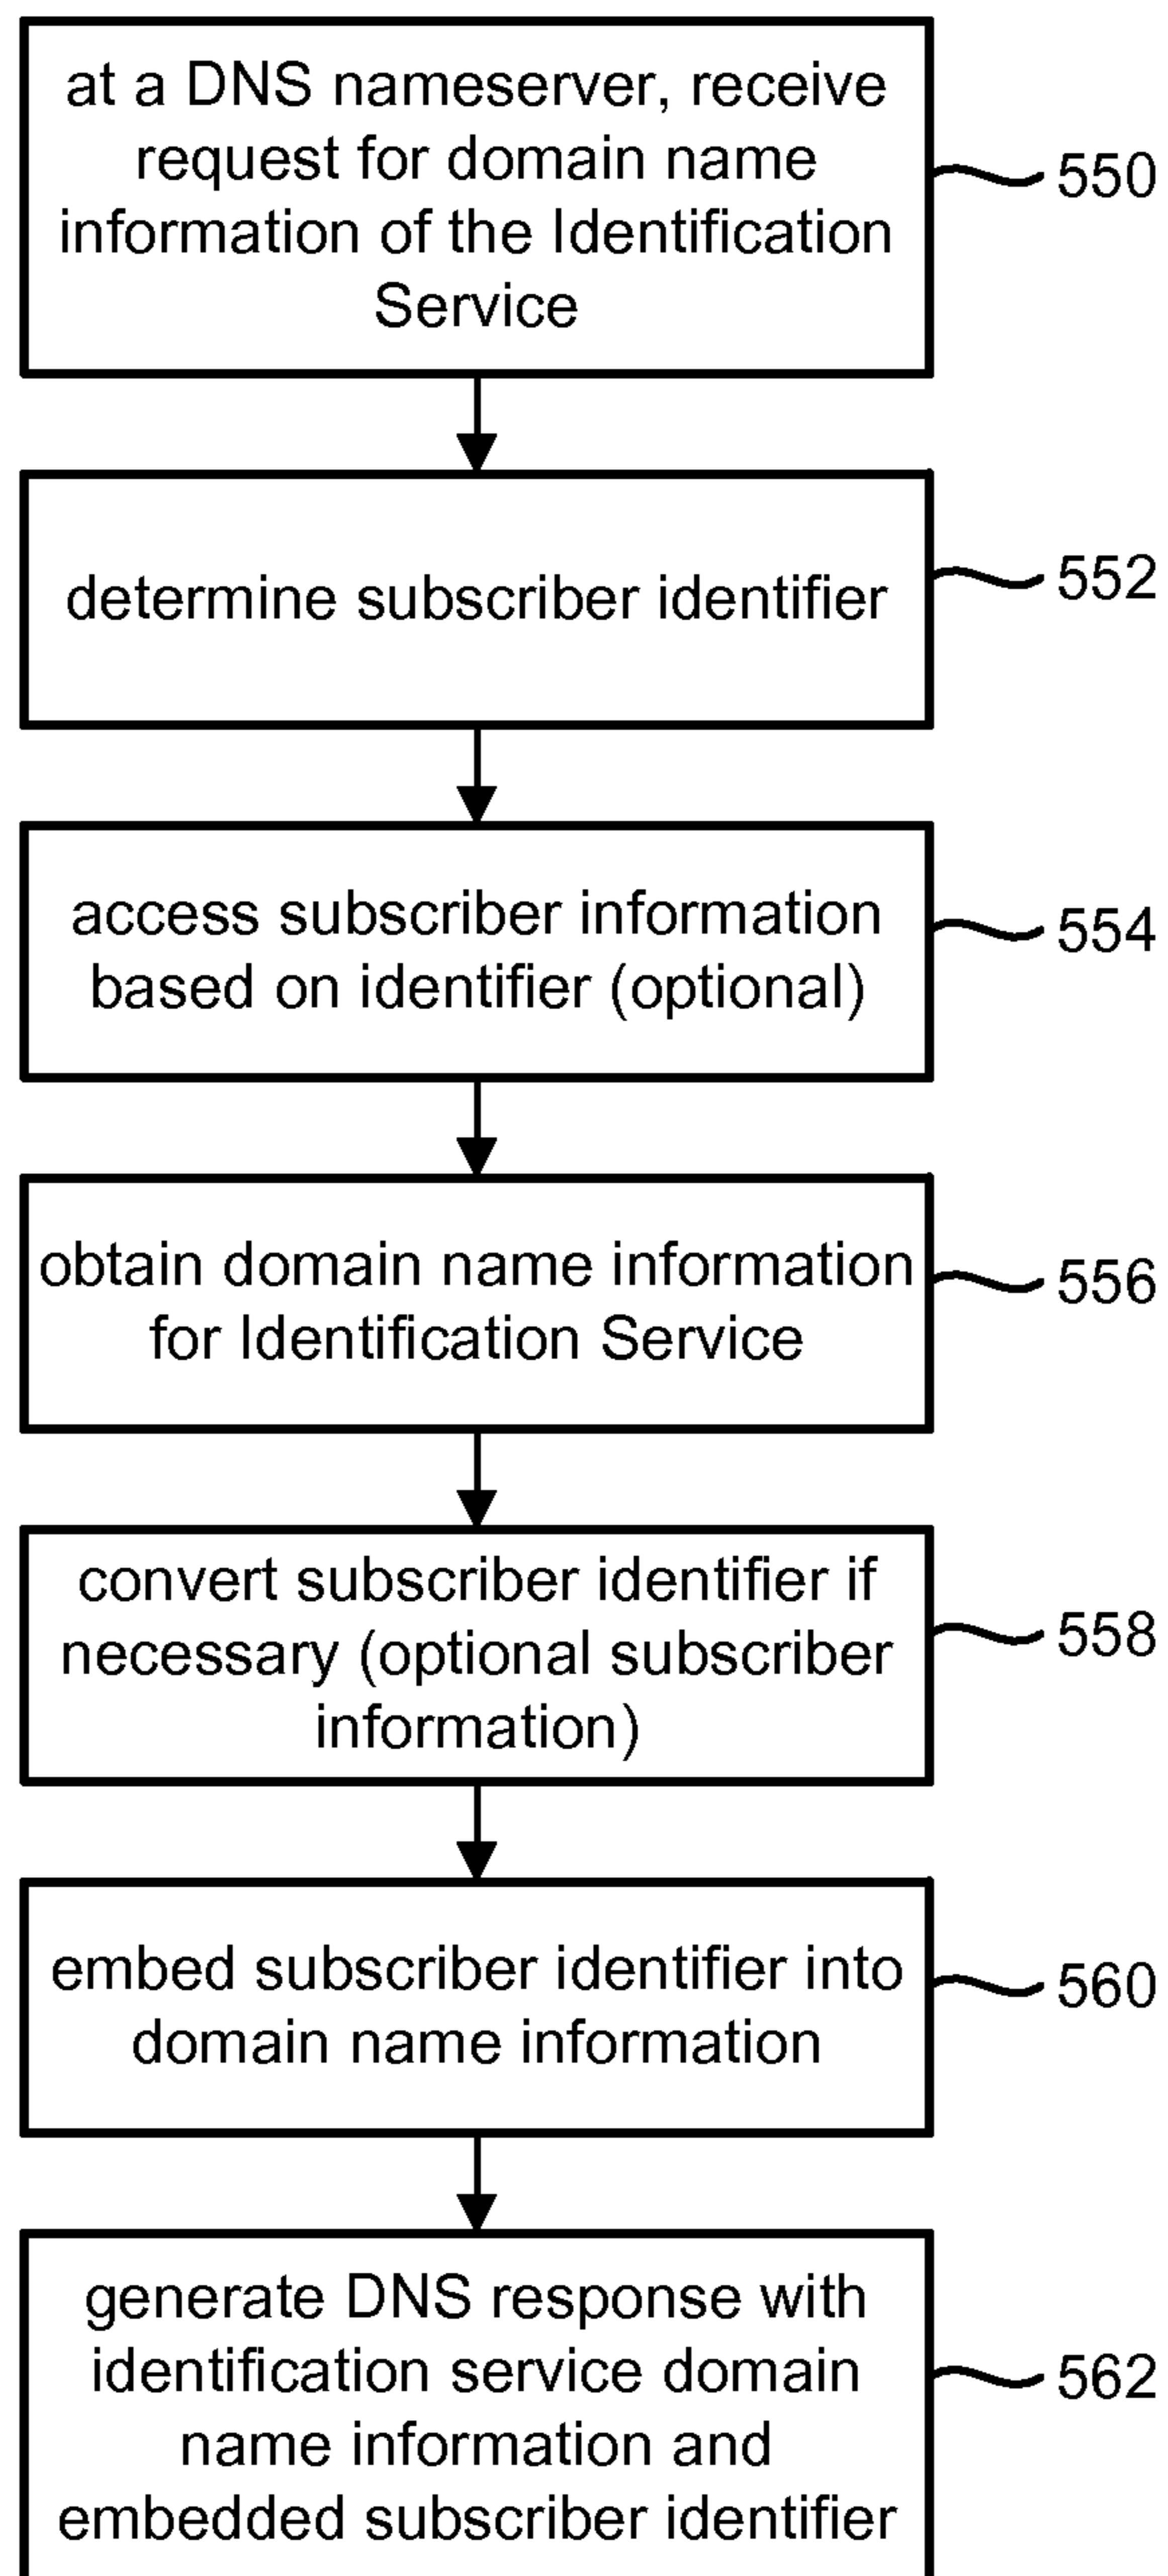 at a DNS nameserver, receive
request for domain name
information of the Identification
Service
550
determine subscriber identifier
552
access subscriber information
based on identifier (optional)
554
obtain domain name information
for Identification Service
556
convert subscriber identifier if
necessary (optional subscriber
information)
558
embed subscriber identifier into
domain name information
560
generate DNS response with
identification service domain
name information and
embedded subscriber identifier
562